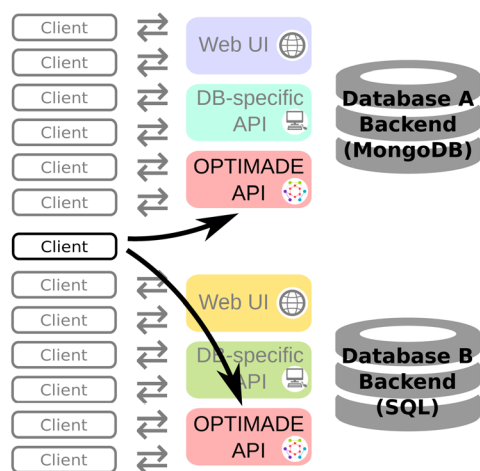 Client
Client
Client
Client
Client
Client
Client
Client
Client
Client
Client
Client
Client
Web UI
DB-specific
API
OPTIMADE
API
Web UI
DB-specific
API
OPTIMADE
API
Database A
Backend
(MongoDB)
Database B
Backend
(SQL)